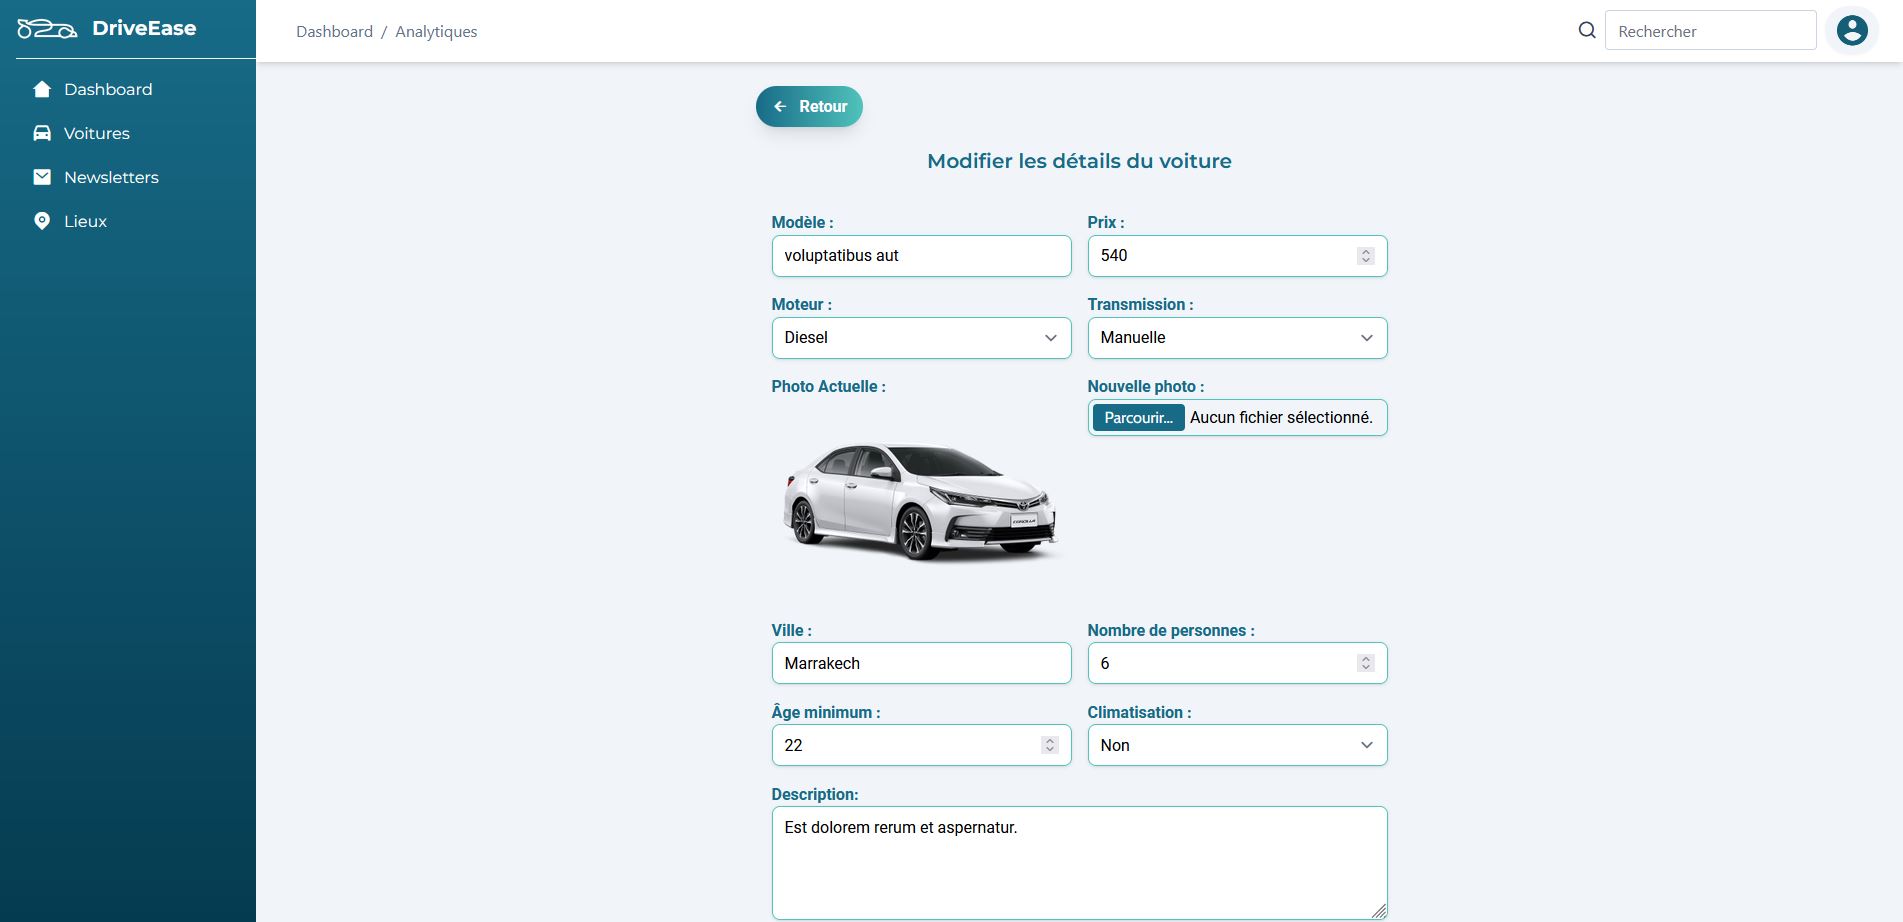 DriveEase
Dashboard
Voitures
Newsletters
Lieux
Dashboard / Analytiques
Rechercher
Retour
Modifier les détails du voiture
Modèle : Prix :
voluptatibus aut 540
Moteur : Transmission :
Diesel Manuelle
Photo Actuelle : Nouvelle photo :
Parcourir... Aucun fichier sélectionné.
COROLLA
Ville : Nombre de personnes :
Marrakech 6
Âge minimum : Climatisation :
22 Non
Description:
Est dolorem rerum et aspernatur.